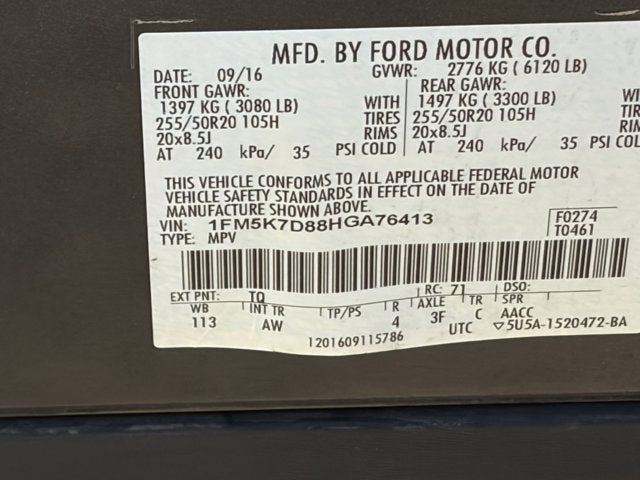 MFD. BY FORD MOTOR CO.
DATE: 09/16 GVWR: 2776 KG ( 6120 LB)
FRONT GAWR: REAR GAWR:
1397 KG ( 3080 LB) WITH 1497 KG ( 3300 LB) WI
255/50R20 105H TIRES 255/50R20 105H TIR
20x8.5J RIMS 20x8.5J RIM
AT 240 kPa/ 35 PSI COLD AT 240 kPa/ 35 PSI COL
THIS VEHICLE CONFORMS TO ALL APPLICABLE FEDERAL MOTOR
VEHICLE SAFETY STANDARDS IN EFFECT ON THE DATE OF
MANUFACTURE SHOWN ABOVE.
VIN: 1FM5K7D88HGA76413 F0274
TYPE: MPV T0461
EXT PNT: TQ RC: 71 DSO:
WB INT TR TP/PS R AXLE TR SPR
113 AW 4 3F C AACC
1201609115786 UTC ▽5U5A-1520472-BA